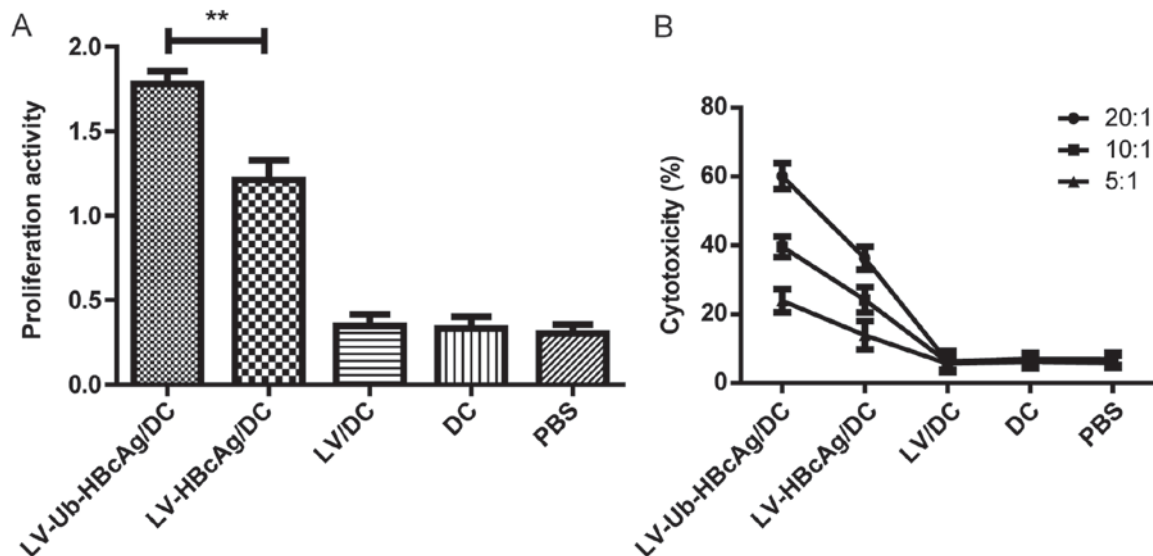 A
**
2.0
1.5
1.0
0.5
0.0
Proliferation activity
LV-Ub-HBcAg/DC
LV-HBcAg/DC
LV/DC
DC
PBS
B
80
60
40
20
0
Cytotoxicity (%)
20:1
10:1
5:1
LV-Ub-HBcAg/DC
LV-HBcAg/DC
LV/DC
DC
PBS